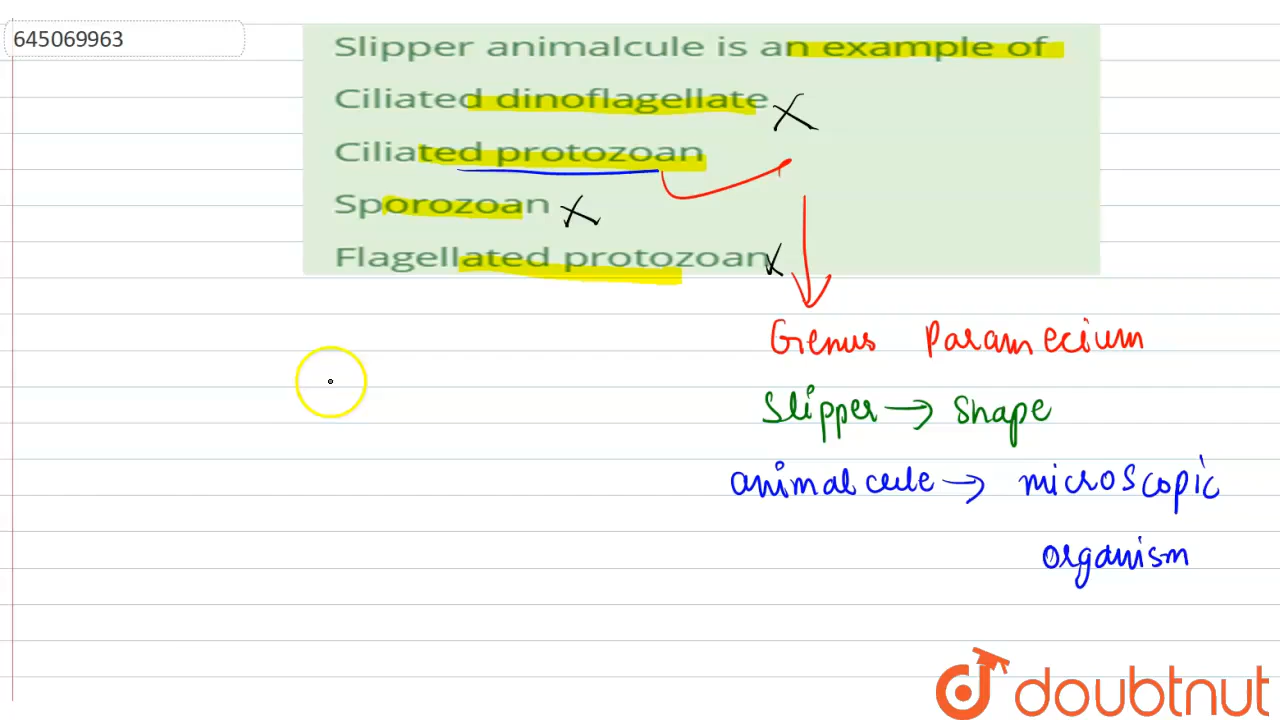 645069963
Slipper animalcule is an example of
Ciliated dinoflagellate X
Ciliated protozoan
Sporozoan X
Flagellated protozoan X
Genus Paramecium
Slipper → Shape
animalcule → microscopic
organism
doubtnut